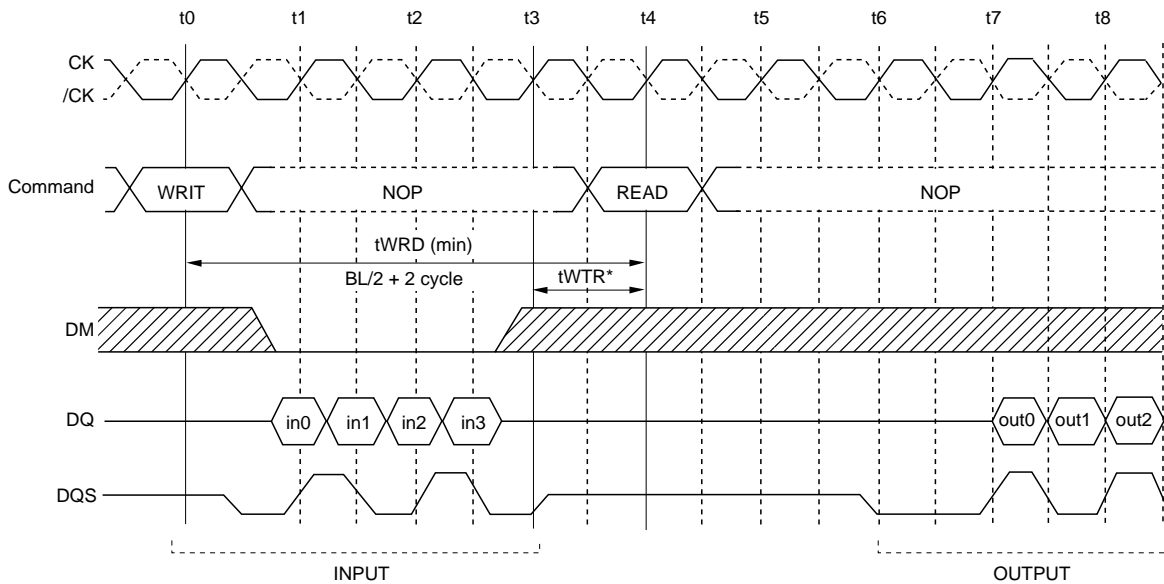 t0 t1 t2 t3 t4 t5 t6 t7 t8
CK
/CK
Command WRIT NOP READ NOP
tWRD (min)
BL/2 + 2 cycle tWTR*
DM
DQ in0 in1 in2 in3 out0 out1 out2
DQS
INPUT OUTPUT